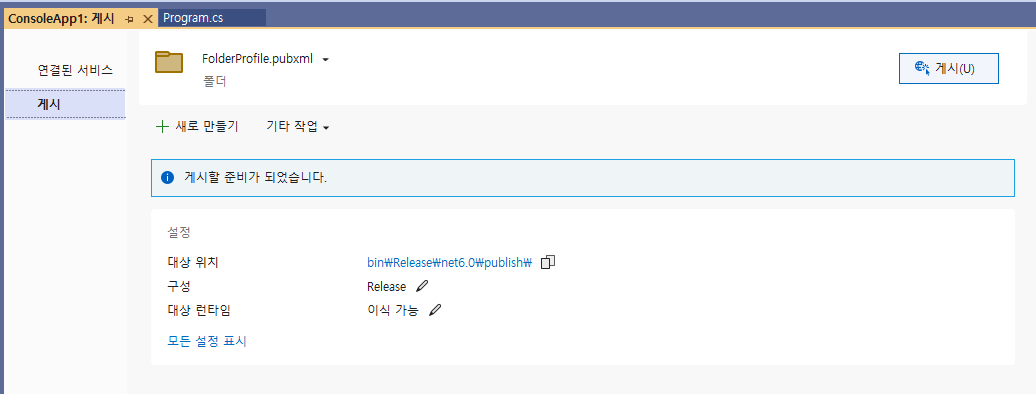 ConsoleApp1: 게시
Program.cs
연결된 서비스
게시
FolderProfile.pubxml
폴더
게시(U)
새로 만들기
기타 작업
게시할 준비가 되었습니다.
설정
대상 위치 bin₩Release₩net6.0₩publish₩
구성 Release
대상 런타임 이식 가능
모든 설정 표시